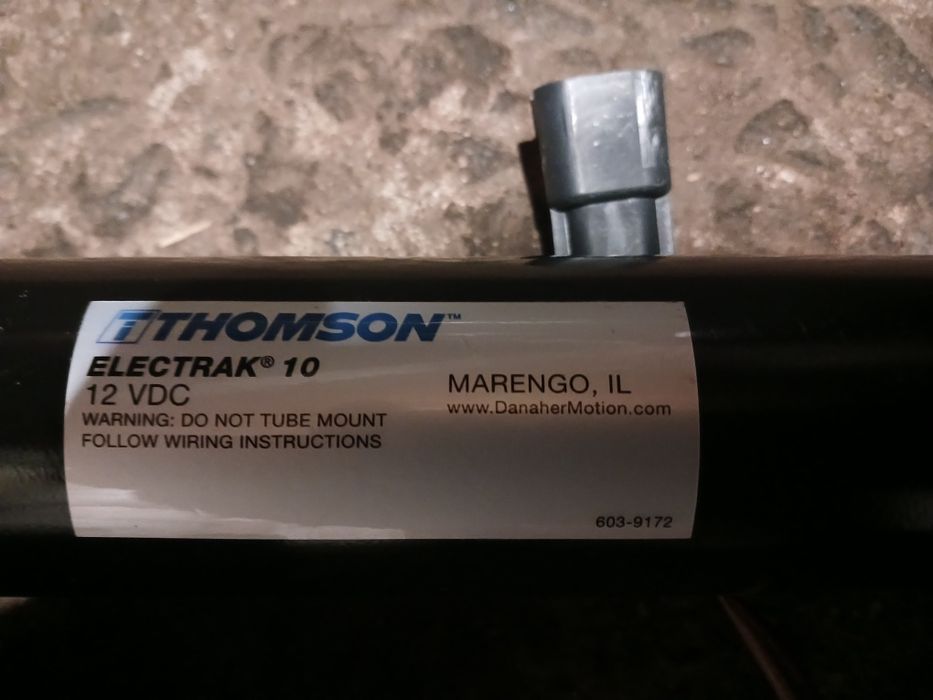 THOMSON™
ELECTRAK® 10
12 VDC
WARNING: DO NOT TUBE MOUNT
FOLLOW WIRING INSTRUCTIONS
MARENGO, IL
www.DanaherMotion.com
603-9172